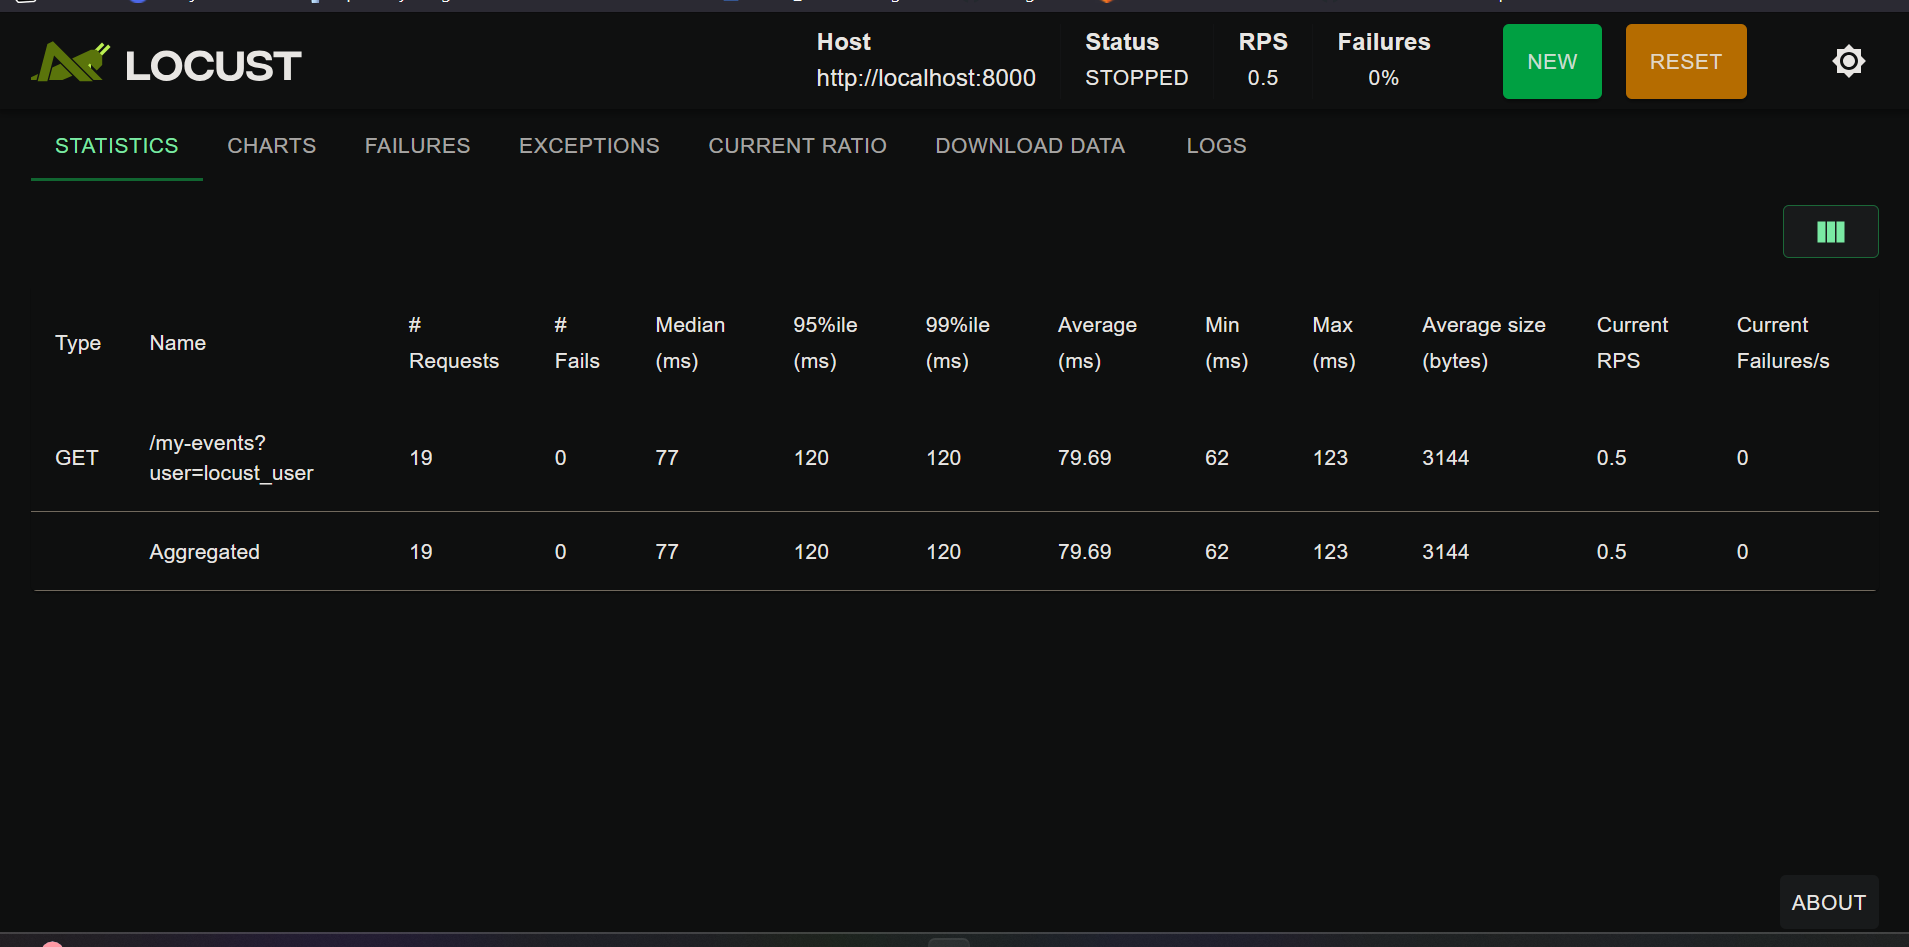 LOCUST
Host
http://localhost:8000
Status
STOPPED
RPS
0.5
Failures
0%
NEW
RESET
STATISTICS
CHARTS
FAILURES
EXCEPTIONS
CURRENT RATIO
DOWNLOAD DATA
LOGS
Type
Name
# Requests
# Fails
Median (ms)
95%ile (ms)
99%ile (ms)
Average (ms)
Min (ms)
Max (ms)
Average size (bytes)
Current RPS
Current Failures/s
GET
/my-events?
user=locust_user
19
0
77
120
120
79.69
62
123
3144
0.5
0
Aggregated
19
0
77
120
120
79.69
62
123
3144
0.5
0
ABOUT